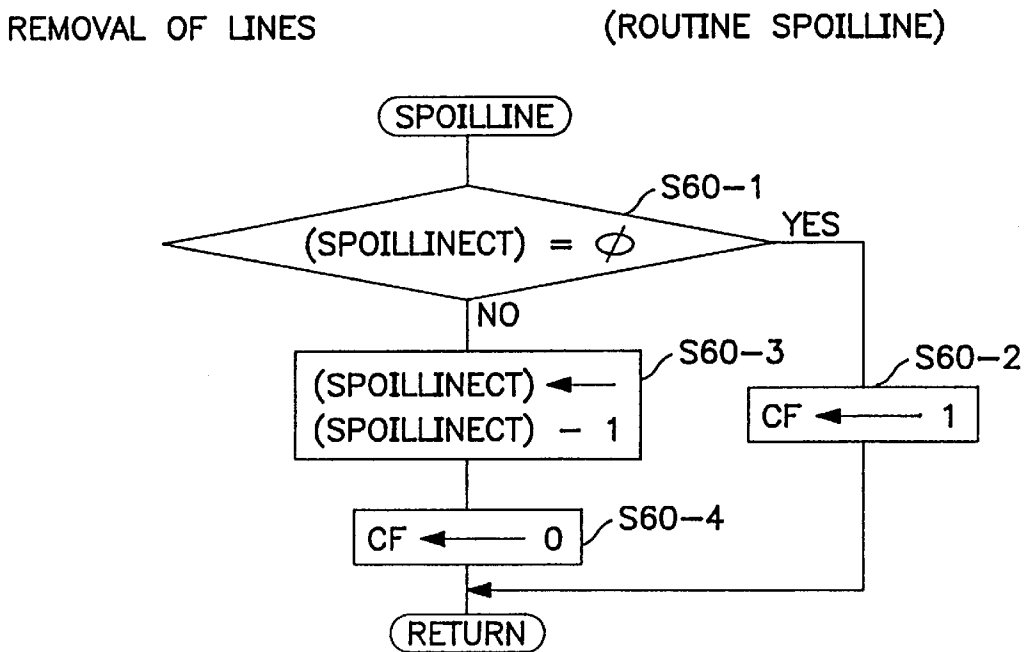 REMOVAL OF LINES (ROUTINE SPOILLINE)
SPOILLINE
S60-1
(SPOILLINECT) = ϕ
YES
NO
S60-3
(SPOILLINECT) ←
(SPOILLINECT) - 1
S60-2
CF ← 1
S60-4
CF ← 0
RETURN